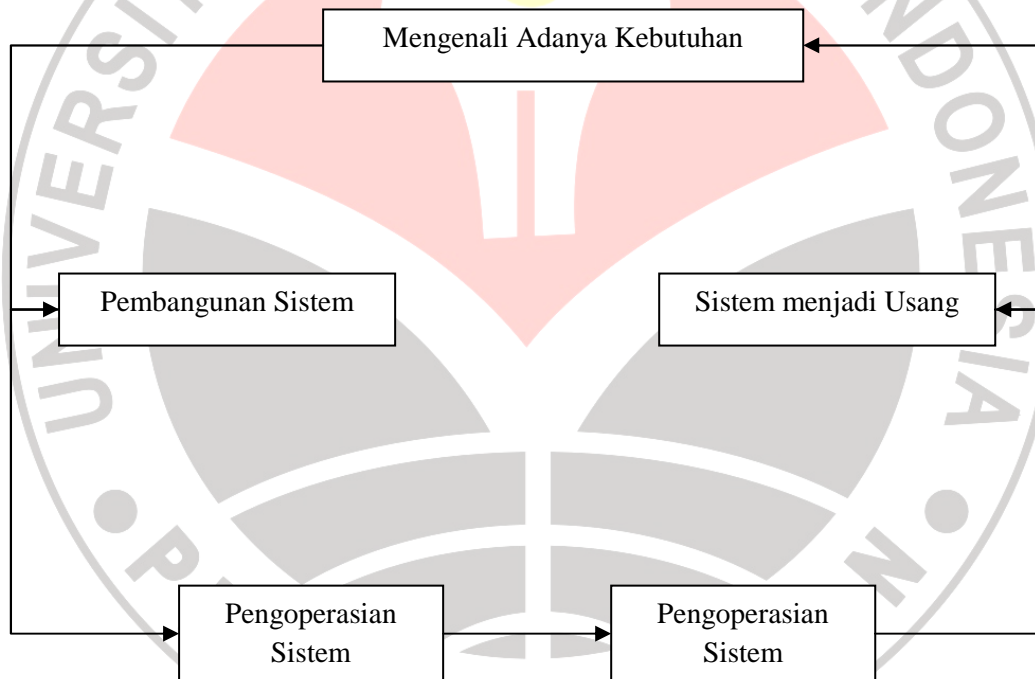 Mengenali Adanya Kebutuhan
Pembangunan Sistem
Sistem menjadi Usang
Pengoperasian
Sistem
Pengoperasian
Sistem